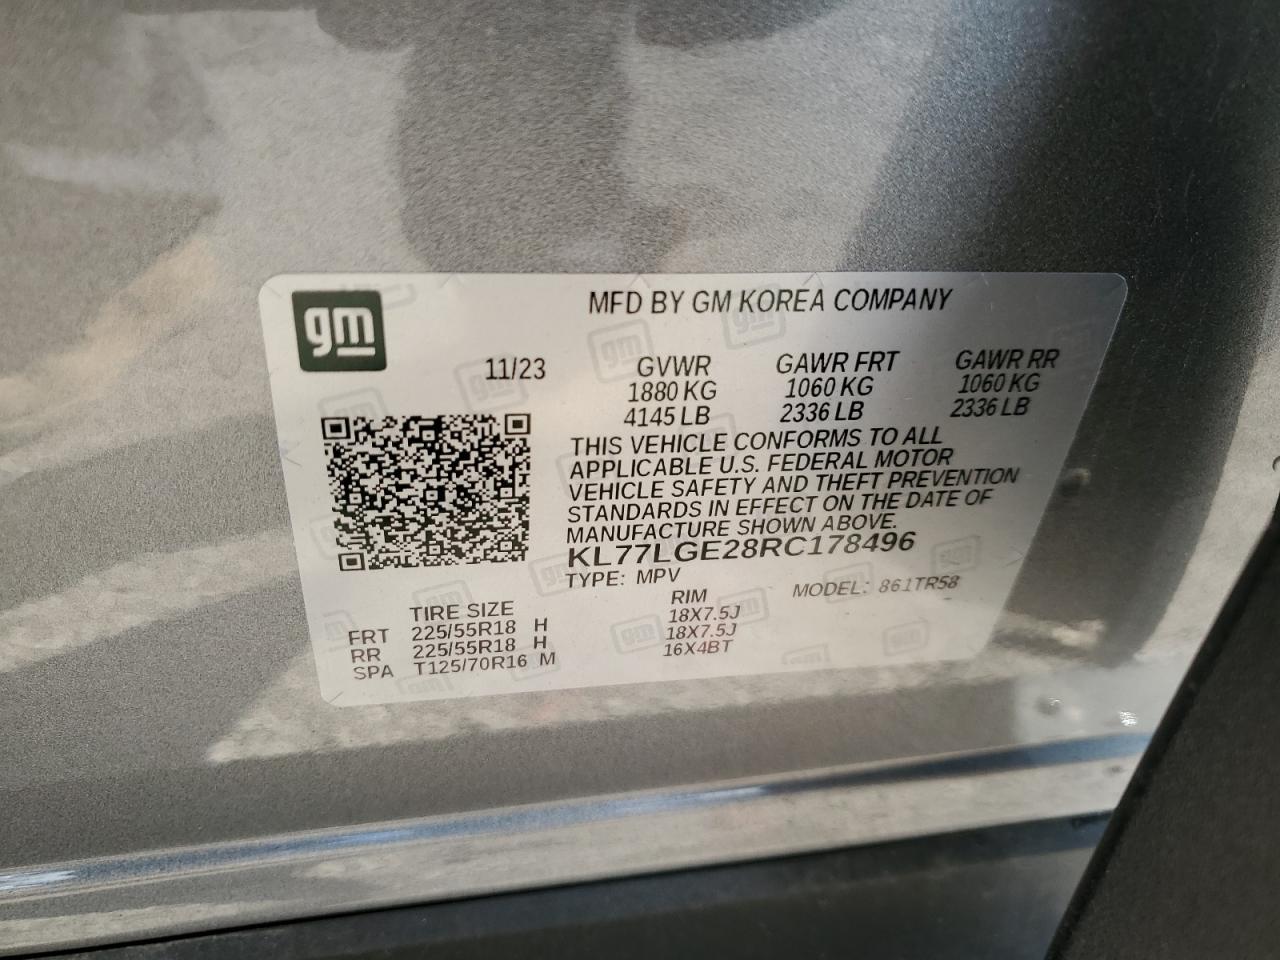 gm
MFD BY GM KOREA COMPANY
11/23 GVWR GAWR FRT GAWR RR
1880 KG 1060 KG 1060 KG
4145 LB 2336 LB 2336 LB
THIS VEHICLE CONFORMS TO ALL
APPLICABLE U.S. FEDERAL MOTOR
VEHICLE SAFETY AND THEFT PREVENTION
STANDARDS IN EFFECT ON THE DATE OF
MANUFACTURE SHOWN ABOVE.
KL77LGE28RC178496
TYPE: MPV MODEL: 861TR58
TIRE SIZE RIM
FRT 225/55R18 H 18X7.5J
RR 225/55R18 H 18X7.5J
SPA T125/70R16 M 16X4BT